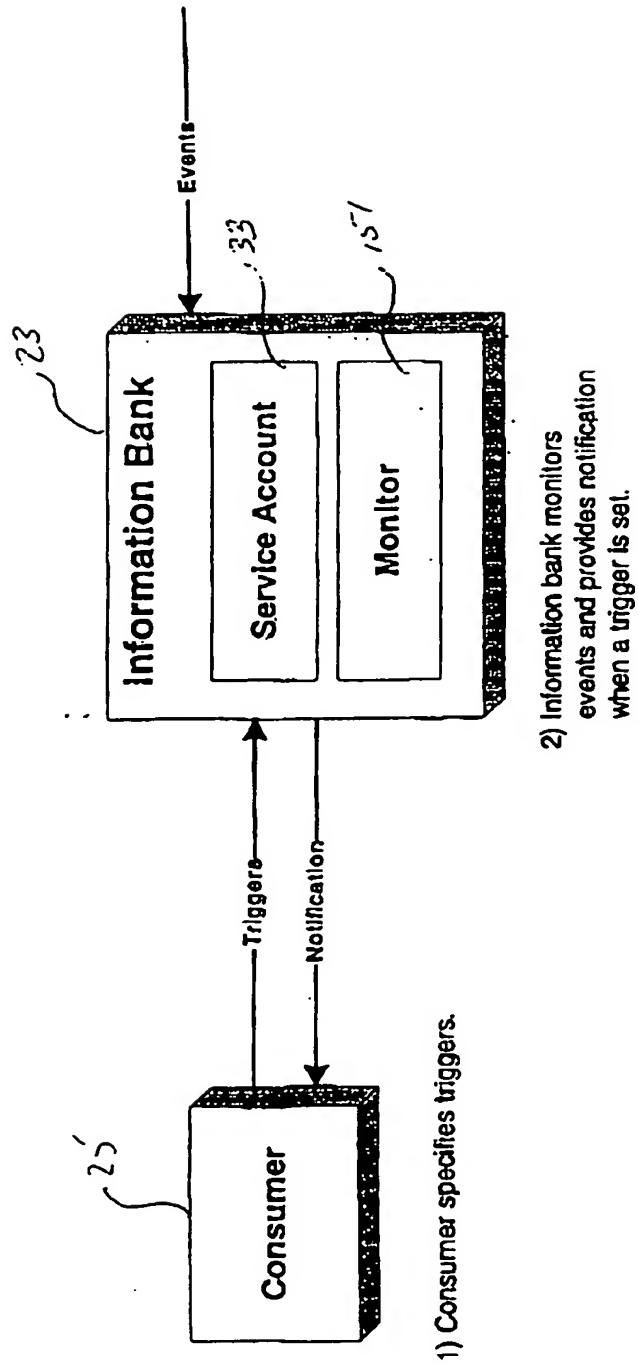 23
Information Bank
Service Account
33
Monitor
151
Events
Triggers
Notification
25
Consumer
1) Consumer specifies triggers.
2) Information bank monitors
events and provides notification
when a trigger is set.